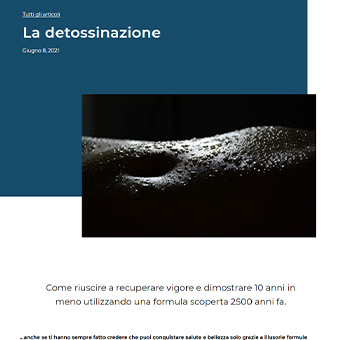 Tutti gli articoli
La detossinazione
Giugno 8, 2021
Come riuscire a recuperare vigore e dimostrare 10 anni in
meno utilizzando una formula scoperta 2500 anni fa.
...anche se ti hanno sempre fatto credere che puoi conquistare salute e bellezza solo grazie a illusorie formule